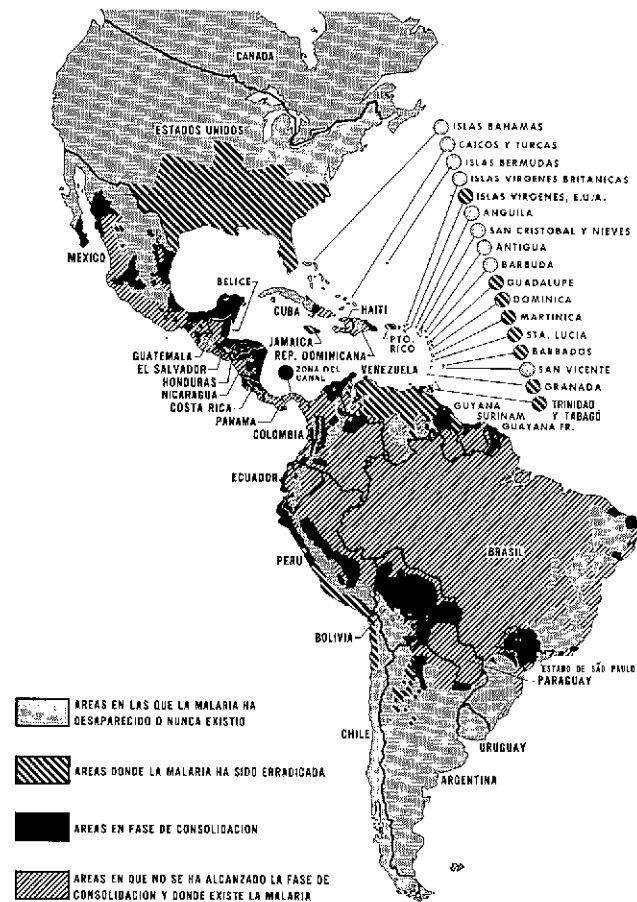 CANADA
ESTADOS UNIDOS
ISLAS BAHAMAS
CAICOS Y TURCAS
ISLAS BERMUDAS
ISLAS VIRGENES BRITANICAS
ISLAS VIRGENES, E.U.A.
ANGUILA
SAN CRISTOBAL Y NIEVES
ANTIGUA
BARBUDA
GUADALUPE
DOMINICA
MARTINICA
STA. LUCIA
BARBADOS
SAN VICENTE
GRANADA
TRINIDAD
Y TABAGÓ
MEXICO
BELICE
CUBA
HAITI
PTO.
RICO
JAMAICA
REP. DOMINICANA
GUATEMALA
EL SALVADOR
HONDURAS
NICARAGUA
COSTA RICA
PANAMA
ZONA DEL
CANAL
VENEZUELA
COLOMBIA
GUYANA
SURINAM
GUAYANA FR.
ECUADOR
PERU
BRASIL
BOLIVIA
ESTADO DE SÃO PAULO
PARAGUAY
CHILE
URUGUAY
ARGENTINA
AREAS EN LAS QUE LA MALARIA HA
DESAPARECIDO O NUNCA EXISTIO
AREAS DONDE LA MALARIA HA SIDO ERRADICADA
AREAS EN FASE DE CONSOLIDACION
AREAS EN QUE NO SE HA ALCANZADO LA FASE DE
CONSOLIDACION Y DONDE EXISTE LA MALARIA